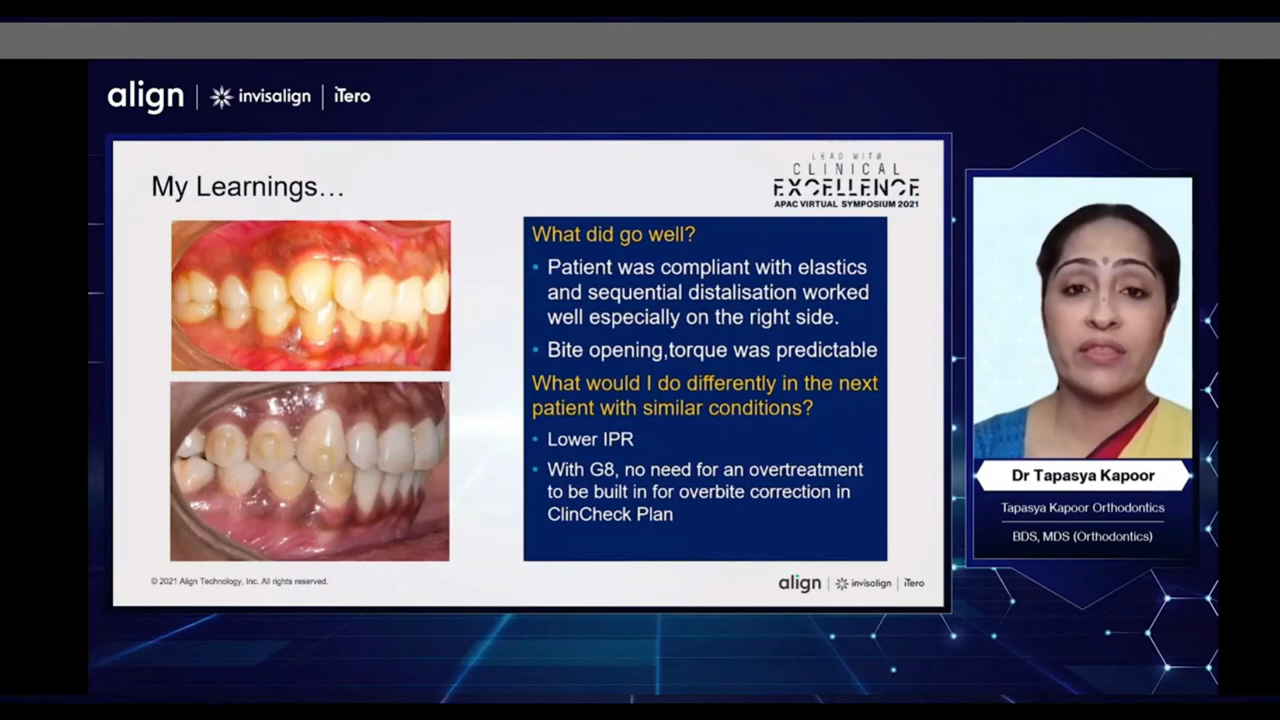 align | invisalign | iTero
My Learnings...
LEAD WITH
CLINICAL
EXCELLENCE
APAC VIRTUAL SYMPOSIUM 2021
What did go well?
• Patient was compliant with elastics
and sequential distalisation worked
well especially on the right side.
• Bite opening,torque was predictable
What would I do differently in the next
patient with similar conditions?
• Lower IPR
• With G8, no need for an overtreatment
to be built in for overbite correction in
ClinCheck Plan
© 2021 Align Technology, Inc. All rights reserved.
align | invisalign | iTero
Dr Tapasya Kapoor
Tapasya Kapoor Orthodontics
BDS, MDS (Orthodontics)